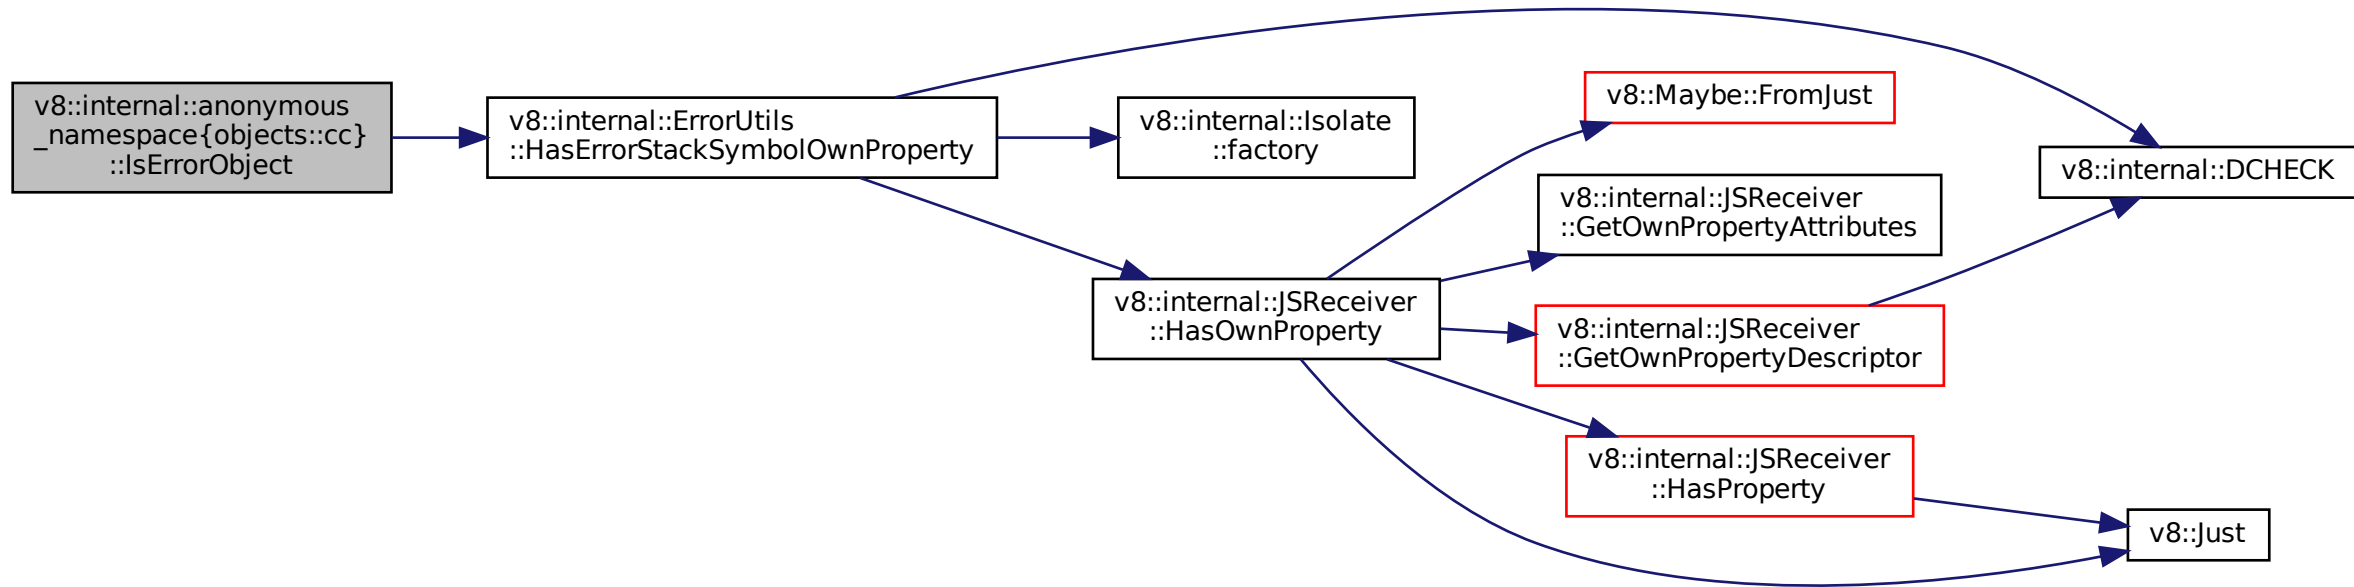 v8::internal::anonymous
_namespace{objects::cc}
::IsErrorObject
v8::internal::ErrorUtils
::HasErrorStackSymbolOwnProperty
v8::internal::Isolate
::factory
v8::internal::JSReceiver
::HasOwnProperty
v8::Maybe::FromJust
v8::internal::JSReceiver
::GetOwnPropertyAttributes
v8::internal::JSReceiver
::GetOwnPropertyDescriptor
v8::internal::JSReceiver
::HasProperty
v8::internal::DCHECK
v8::Just